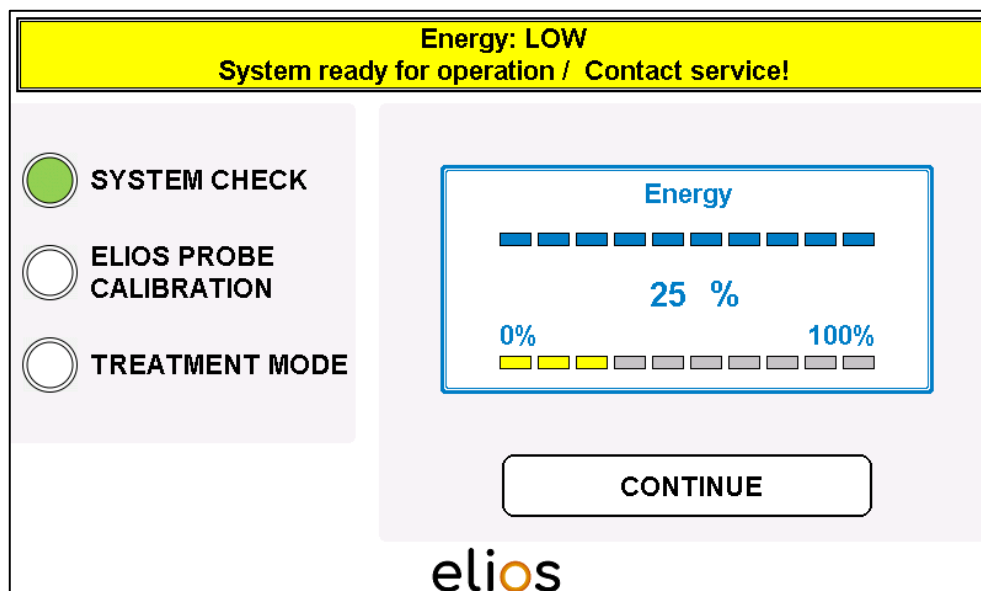 Energy: LOW
System ready for operation / Contact service!
SYSTEM CHECK
ELIOS PROBE
CALIBRATION
TREATMENT MODE
Energy
25 %
0% 100%
CONTINUE
elios